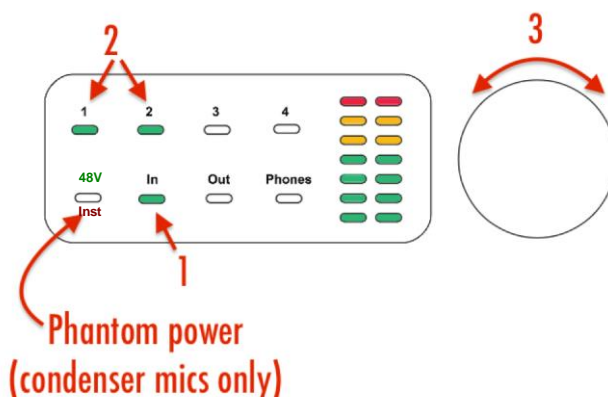 2
3
1 2 3 4
48V In Out Phones
Inst
1
Phantom power
(condenser mics only)